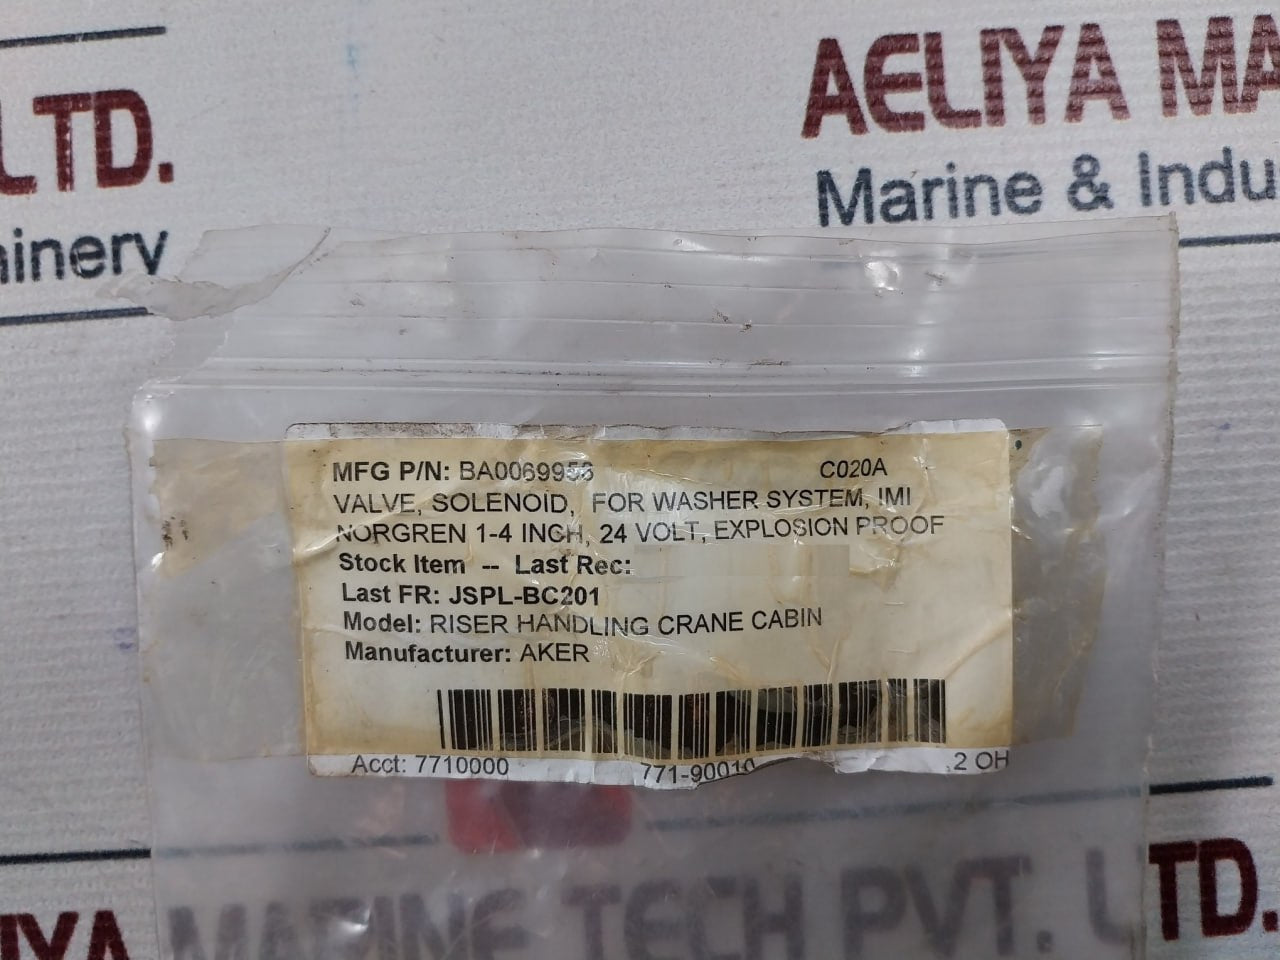 LTD.
AELIYA MA
Marine & Indu
hinery
MFG P/N: BA0069956 C020A
VALVE, SOLENOID, FOR WASHER SYSTEM, IMI
NORGREN 1-4 INCH, 24 VOLT, EXPLOSION PROOF
Stock Item -- Last Rec:
Last FR: JSPL-BC201
Model: RISER HANDLING CRANE CABIN
Manufacturer: AKER
Acct: 7710000 771-90010 2 OH
IYA MARINE TECH PVT. LTD.